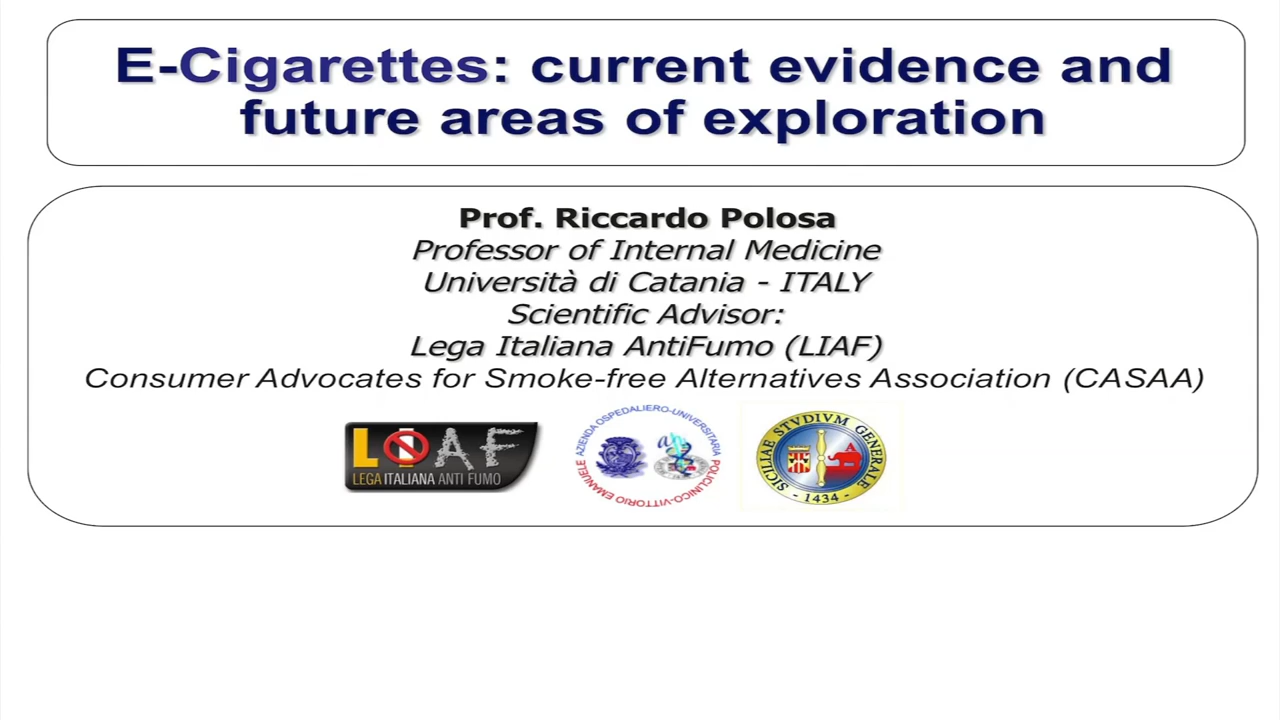 E-Cigarettes: current evidence and
future areas of exploration
Prof. Riccardo Polosa
Professor of Internal Medicine
Università di Catania - ITALY
Scientific Advisor:
Lega Italiana AntiFumo (LIAF)
Consumer Advocates for Smoke-free Alternatives Association (CASAA)
LIAF
LEGA ITALIANA ANTI FUMO
AZIENDA OSPEDALIERO-UNIVERSITARIA
POLICLINICO-VITTORIO EMANUELE
SICILIAE STVDIVM GENERALE
- 1434 -